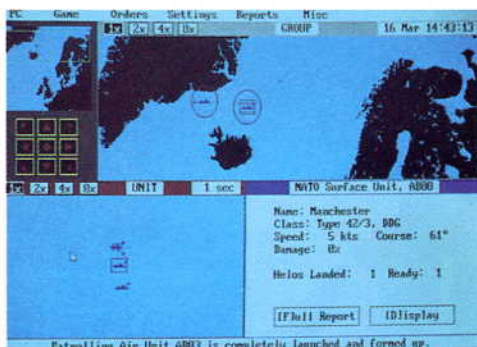 PC Game Orders Settings Reports Misc
1x 2x 4x 8x GROUP 16 Mar 14:43:13
1x 2x 4x 8x UNIT 1 sec NATO Surface Unit, AB00
Name: Manchester
Class: Type 42/3, DDG
Speed: 5 kts Course: 61°
Damage: 0%
Helos Landed: 1 Ready: 1
[F]ull Report [D]isplay
Patrolling Air Unit AB03 is completely launched and formed up.